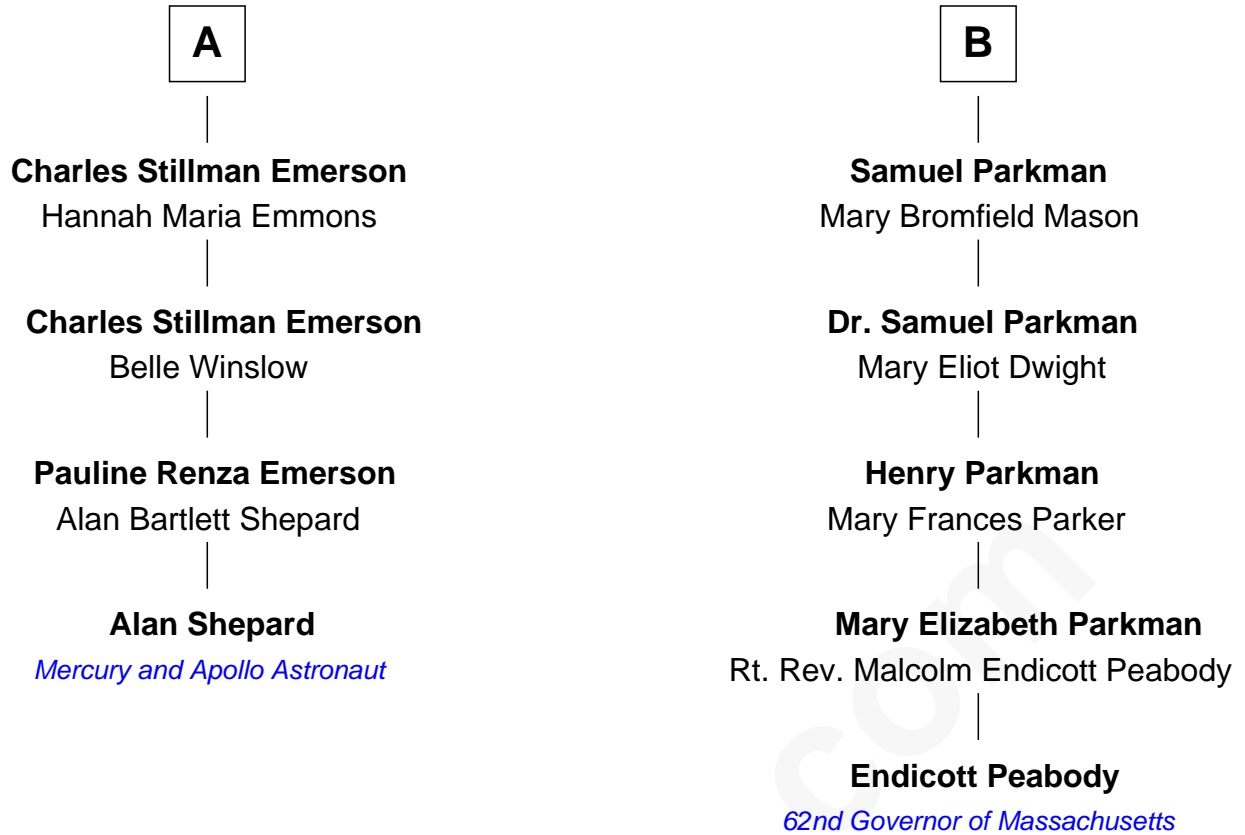 A
Charles Stillman Emerson
Hannah Maria Emmons
Charles Stillman Emerson
Belle Winslow
Pauline Renza Emerson
Alan Bartlett Shepard
Alan Shepard
Mercury and Apollo Astronaut
B
Samuel Parkman
Mary Bromfield Mason
Dr. Samuel Parkman
Mary Eliot Dwight
Henry Parkman
Mary Frances Parker
Mary Elizabeth Parkman
Rt. Rev. Malcolm Endicott Peabody
Endicott Peabody
62nd Governor of Massachusetts
com